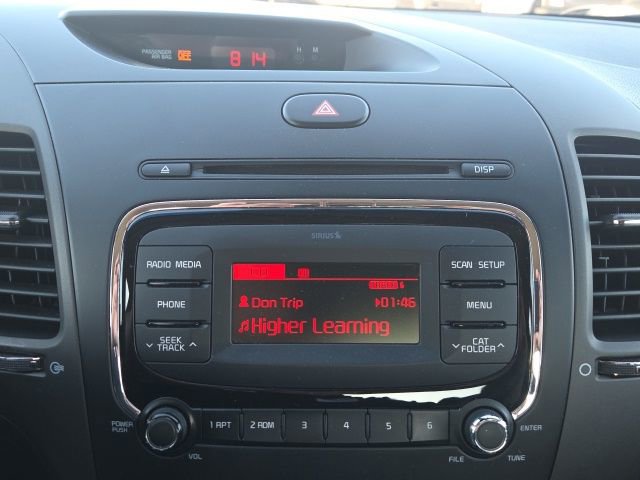 PASSENGER
AIR BAG OFF 8:14 H M
DISP
SIRIUS
RADIO MEDIA
PHONE
SEEK
TRACK
Don Trip 01:46
Higher Learning
SCAN SETUP
MENU
CAT
FOLDER
POWER
PUSH
VOL
1 RPT 2 RDM 3 4 5 6
ENTER
FILE TUNE